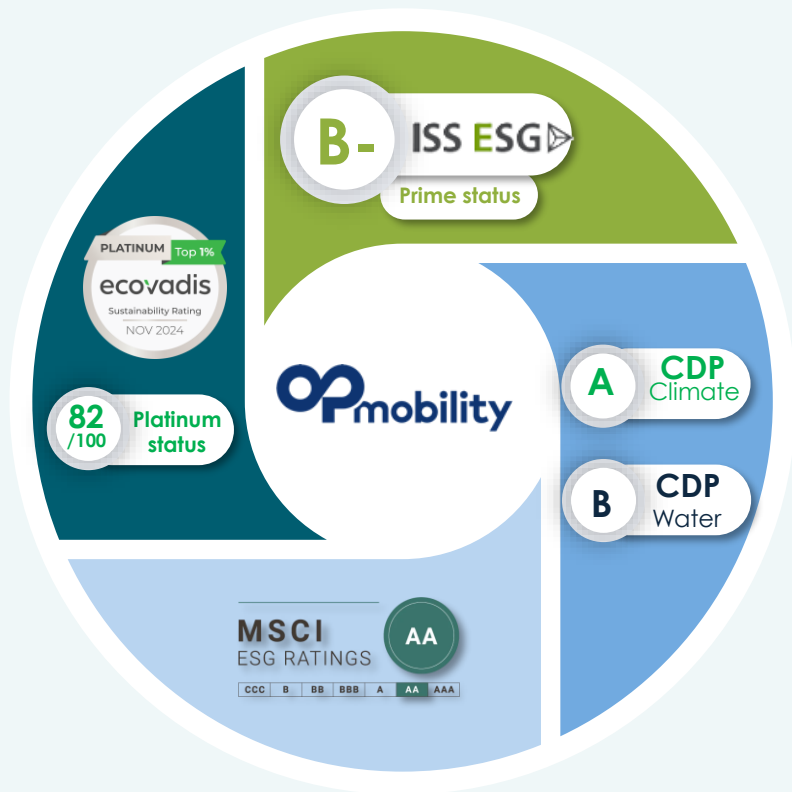 B-
ISS ESG
Prime status
PLATINUM
Top 1%
ecovadis
Sustainability Rating
NOV 2024
82
/100
Platinum
status
OPmobility
A
CDP
Climate
B
CDP
Water
MSCI
ESG RATINGS
AA
CCC B BB BBB A AA AAA